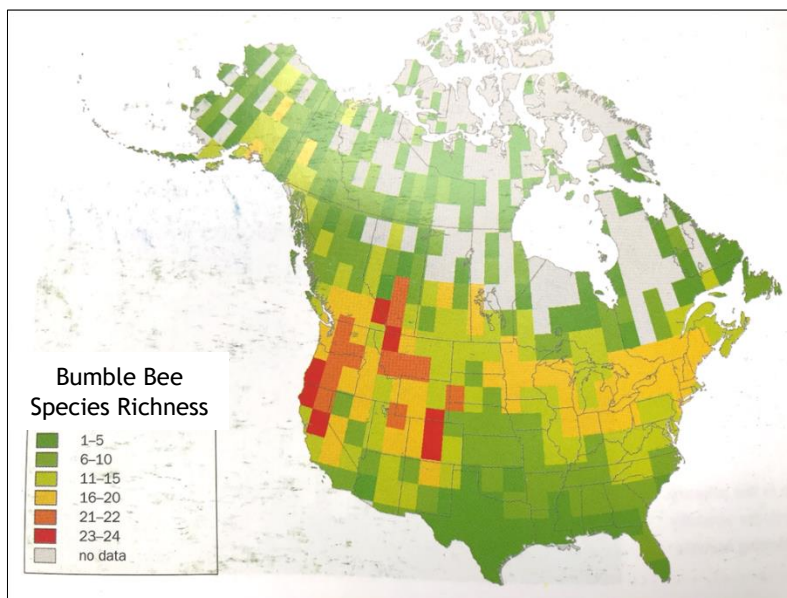 Bumble Bee
Species Richness
1–5
6–10
11–15
16–20
21–22
23–24
no data